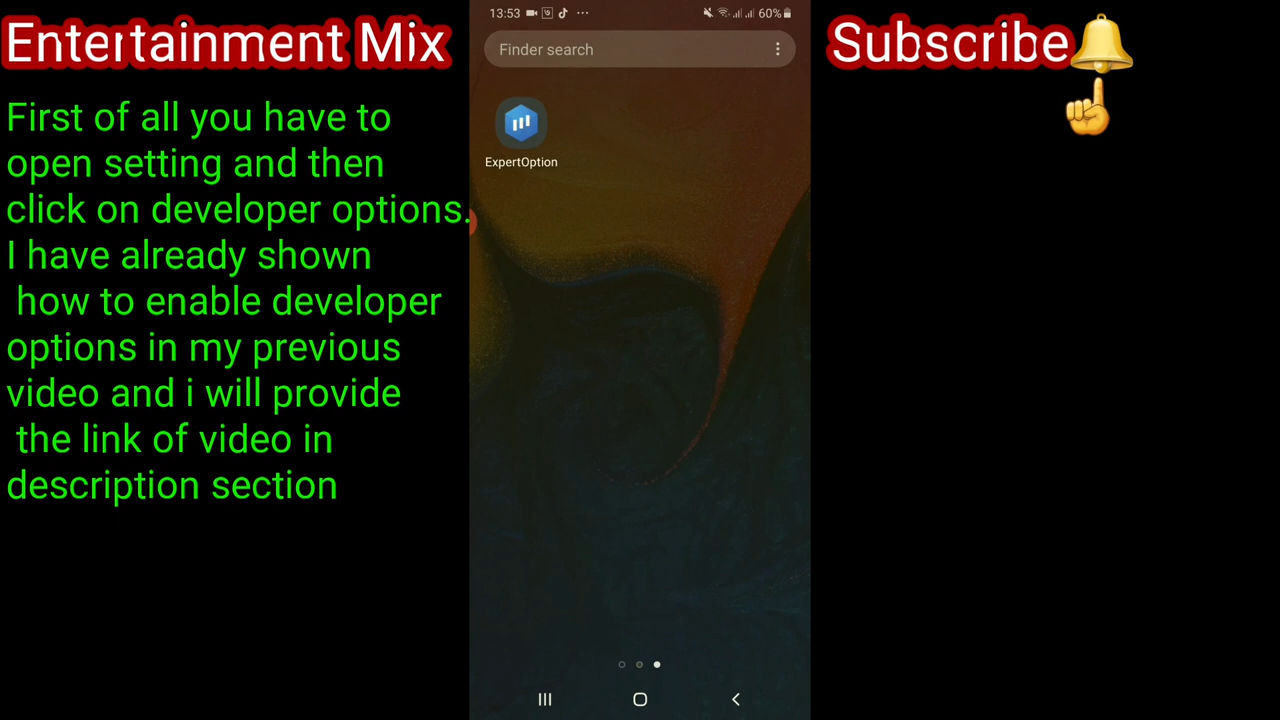 Entertainment Mix
First of all you have to
open setting and then
click on developer options.
I have already shown
how to enable developer
options in my previous
video and i will provide
the link of video in
description section
13:53
60%
Finder search
ExpertOption
Subscribe